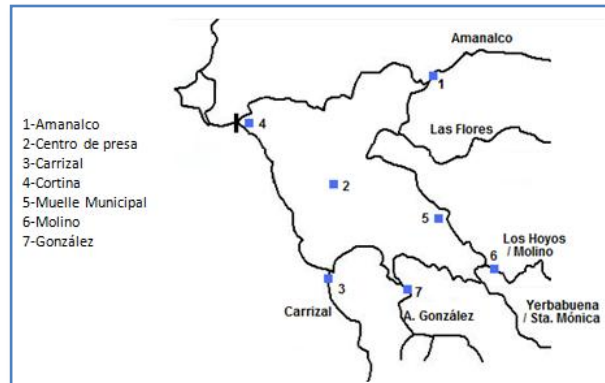 1-Amanalco
2-Centro de presa
3-Carrizal
4-Cortina
5-Muelle Municipal
6-Molino
7-González
Amanalco
1
4
Las Flores
2
5
Los Hoyos
/ Molino
6
3
7
Carrizal
A. González
Yerbabuena
/ Sta. Mónica